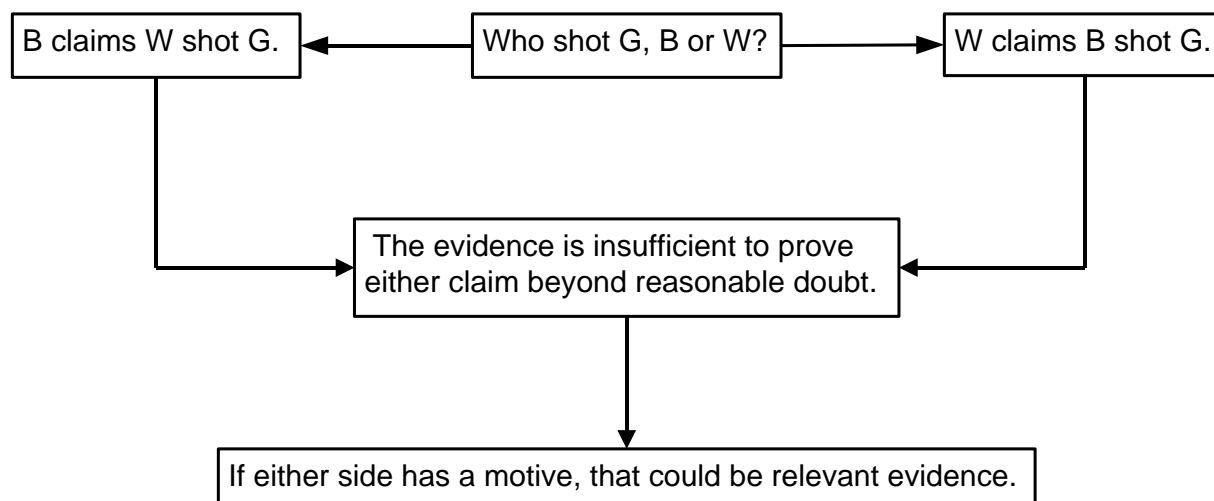 B claims W shot G.
Who shot G, B or W?
W claims B shot G.
The evidence is insufficient to prove
either claim beyond reasonable doubt.
If either side has a motive, that could be relevant evidence.